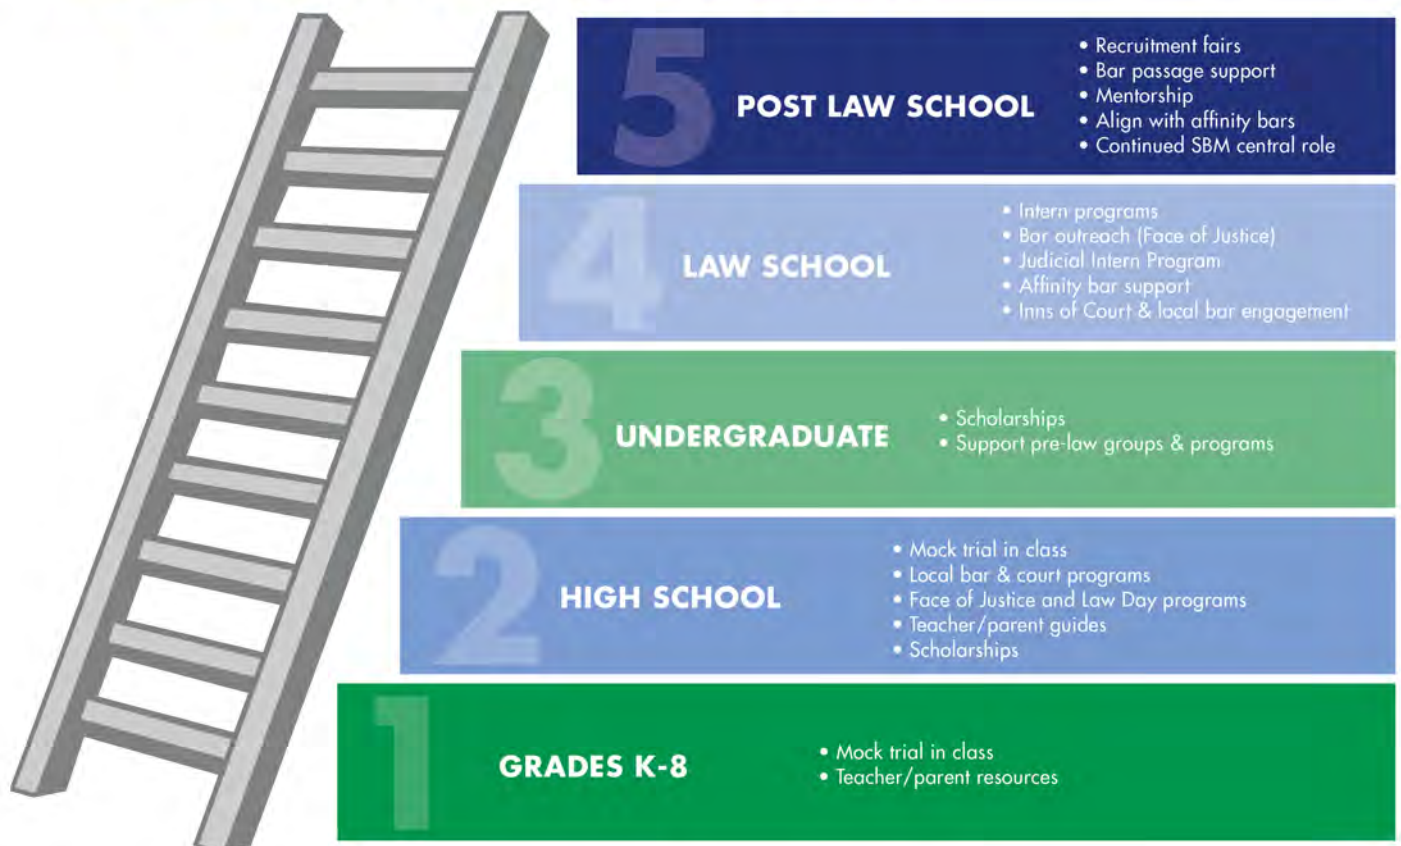 5
POST LAW SCHOOL
• Recruitment fairs
• Bar passage support
• Mentorship
• Align with affinity bars
• Continued SBM central role
4
LAW SCHOOL
• Intern programs
• Bar outreach (Face of Justice)
• Judicial Intern Program
• Affinity bar support
• Inns of Court & local bar engagement
3
UNDERGRADUATE
• Scholarships
• Support pre-law groups & programs
2
HIGH SCHOOL
• Mock trial in class
• Local bar & court programs
• Face of Justice and Law Day programs
• Teacher/parent guides
• Scholarships
1
GRADES K-8
• Mock trial in class
• Teacher/parent resources